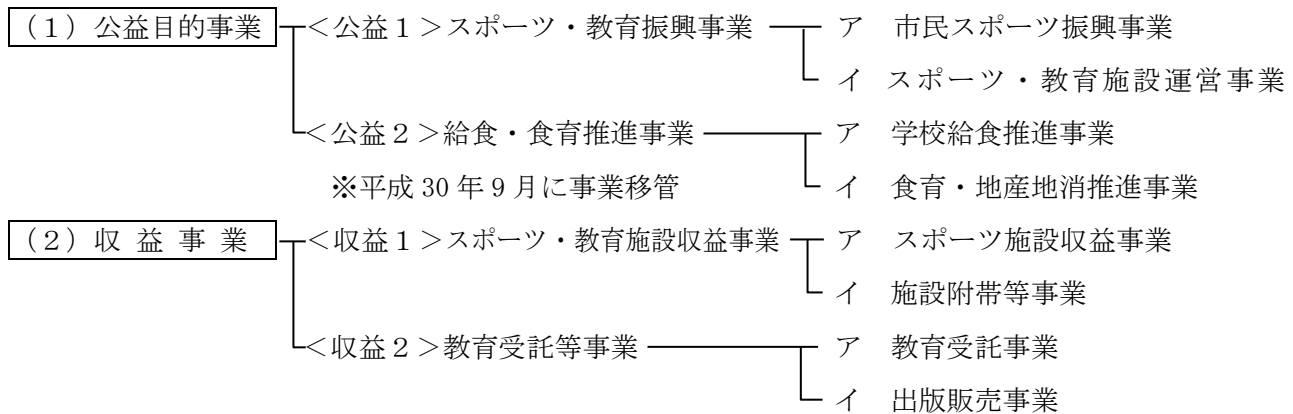 (1) 公益目的事業 <公益1>スポーツ・教育振興事業 ア 市民スポーツ振興事業
イ スポーツ・教育施設運営事業
<公益2>給食・食育推進事業 ア 学校給食推進事業
※平成 30 年 9 月に事業移管 イ 食育・地産地消推進事業
(2) 収 益 事 業 <収益1>スポーツ・教育施設収益事業 ア スポーツ施設収益事業
イ 施設附帯等事業
<収益2>教育受託等事業 ア 教育受託事業
イ 出版販売事業